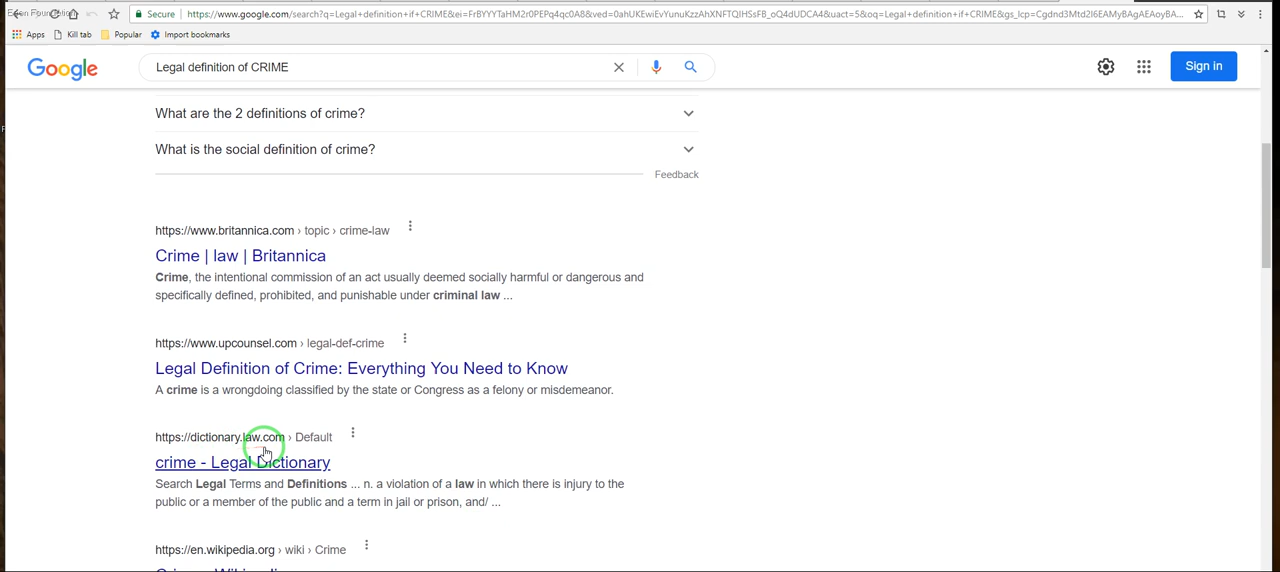 Secure https://www.google.com/search?q=Legal+definition+if+CRIME&ei=FrBYYYTaHM2r0PEPq4qc0A8&ved=0ahUKEwiEvYunuKzzAhXNFTQIHSsFB_oQ4dUDCA4&uact=5&oq=Legal+definition+if+CRIME&gs_lcp=Cgdnd3Mtd2l6EAMyBAgAEAoyBA...
Apps Kill tab Popular Import bookmarks
Google Legal definition of CRIME Sign in
What are the 2 definitions of crime?
What is the social definition of crime?
Feedback
https://www.britannica.com › topic › crime-law
Crime | law | Britannica
Crime, the intentional commission of an act usually deemed socially harmful or dangerous and
specifically defined, prohibited, and punishable under criminal law ...
https://www.upcounsel.com › legal-def-crime
Legal Definition of Crime: Everything You Need to Know
A crime is a wrongdoing classified by the state or Congress as a felony or misdemeanor.
https://dictionary.law.com › Default
crime - Legal Dictionary
Search Legal Terms and Definitions ... n. a violation of a law in which there is injury to the
public or a member of the public and a term in jail or prison, and/ ...
https://en.wikipedia.org › wiki › Crime